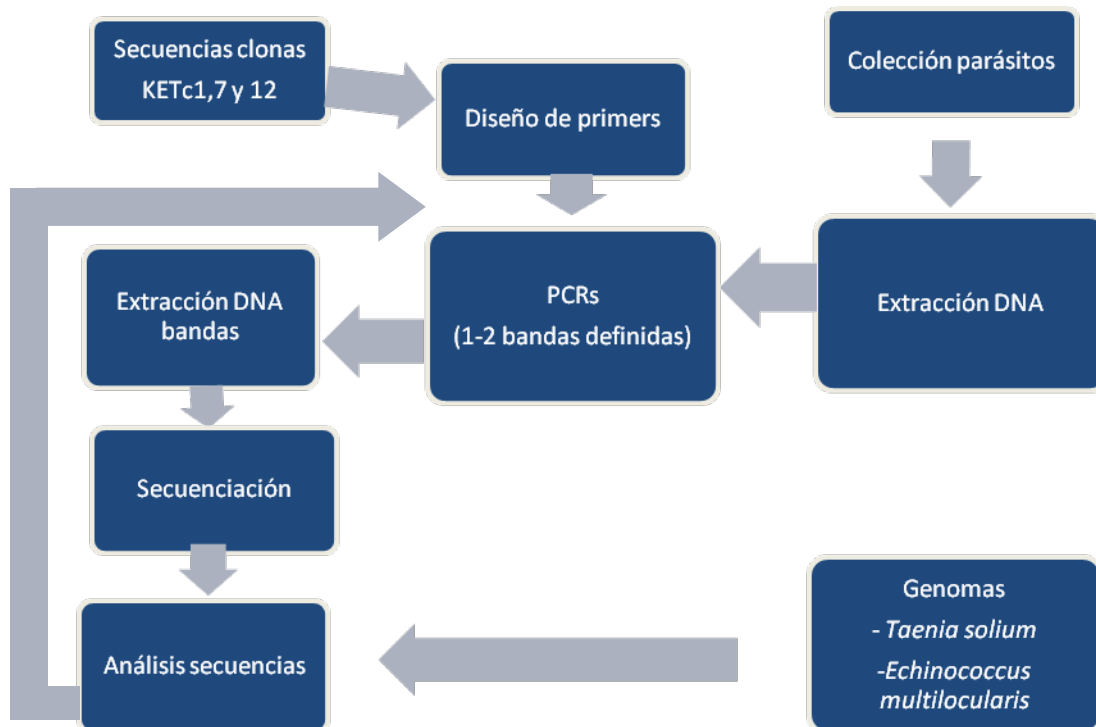 Secuencias clonas
KETc1,7 y 12
Colección parásitos
Diseño de primers
Extracción DNA
bandas
PCRs
(1-2 bandas definidas)
Extracción DNA
Secuenciación
Análisis secuencias
Genomas
- Taenia solium
-Echinococcus
multilocularis